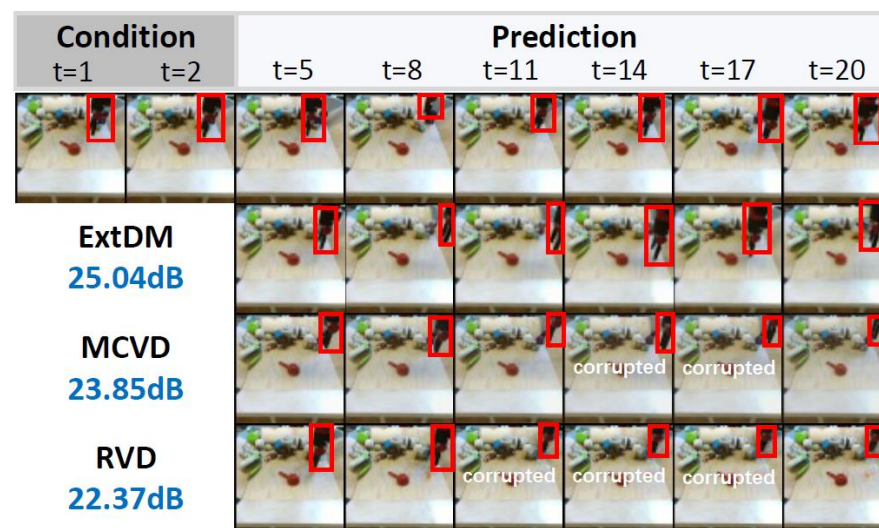 Condition Prediction
t=1 t=2 t=5 t=8 t=11 t=14 t=17 t=20
ExtDM
25.04dB
MCVD
23.85dB
corrupted corrupted
RVD
22.37dB
corrupted corrupted corrupted